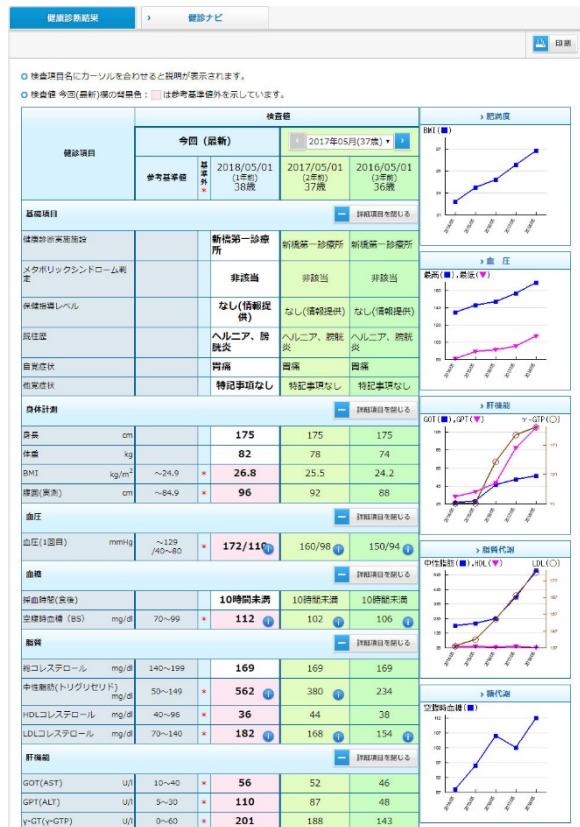 健康診断結果
› 健診ナビ
印刷
検査項目名にカーソルを合わせると説明が表示されます。
検査値 今回(最新)欄の背景色： は参考基準値外を示しています。
健診項目
検査値
今回（最新）
2017年05月(37歳)
参考基準値
基準外 *
2018/05/01 (1年前) 38歳
2017/05/01 (2年前) 37歳
2016/05/01 (3年前) 36歳
基礎項目 詳細項目を閉じる
健康診断実施施設 新橋第一診療所 新橋第一診療所 新橋第一診療所
メタボリックシンドローム判定 非該当 非該当 非該当
保健指導レベル なし(情報提供) なし(情報提供) なし(情報提供)
既往歴 ヘルニア、膀胱炎 ヘルニア、膀胱炎 ヘルニア、膀胱炎
自覚症状 胃痛 胃痛 胃痛
他覚症状 特記事項なし 特記事項なし 特記事項なし
身体計測 詳細項目を閉じる
身長 cm 175 175 175
体重 kg 82 78 74
BMI kg/m² ～24.9 * 26.8 25.5 24.2
腹囲(実測) cm ～84.9 * 96 92 88
血圧 詳細項目を閉じる
血圧(1回目) mmHg ～129 /40～80 * 172/110 160/98 150/94
血糖 詳細項目を閉じる
採血時間(食後) 10時間未満 10時間未満 10時間未満
空腹時血糖（BS） mg/dl 70～99 * 112 102 106
脂質 詳細項目を閉じる
総コレステロール mg/dl 140～199 169 169 169
中性脂肪(トリグリセリド) mg/dl 50～149 * 562 380 234
HDLコレステロール mg/dl 40～96 * 36 44 38
LDLコレステロール mg/dl 70～140 * 182 168 154
肝機能 詳細項目を閉じる
GOT(AST) U/l 10～40 * 56 52 46
GPT(ALT) U/l 5～30 * 110 87 48
γ-GT(γ-GTP) U/l 0～60 * 201 188 143
› 肥満度
BMI(■)
› 血 圧
最高(■),最低(▼)
› 肝機能
GOT(■),GPT(▼) γ-GTP(○)
› 脂質代謝
中性脂肪(■),HDL(▼) LDL(○)
› 糖代謝
空腹時血糖(■)